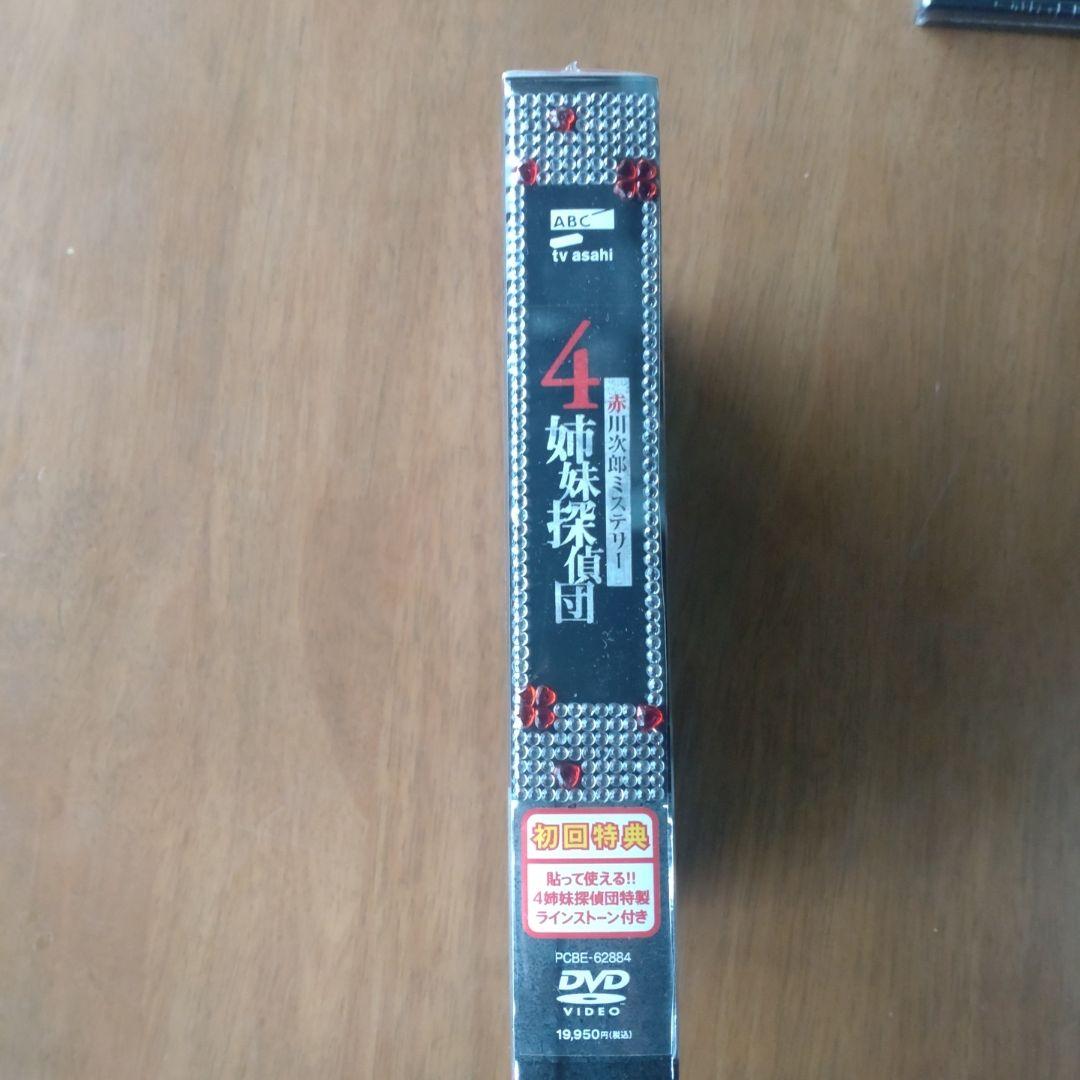 ABC
tv asahi
赤川次郎ミステリー
4姉妹探偵団
初回特典
貼って使える!!
4姉妹探偵団特製
ラインストーン付き
PCBE-62884
DVD
VIDEO
19,950円(税込)